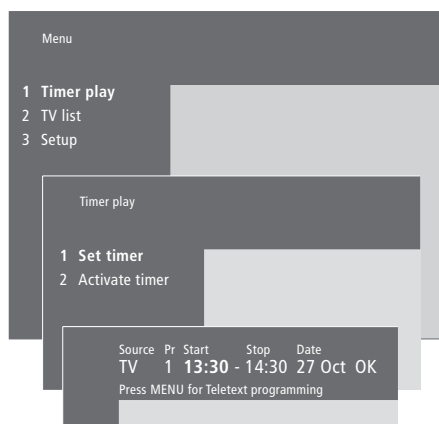 Menu
1 Timer play
2 TV list
3 Setup
Timer play
1 Set timer
2 Activate timer
Source Pr Start Stop Date
TV 1 13:30 - 14:30 27 Oct OK
Press MENU for Teletext programming